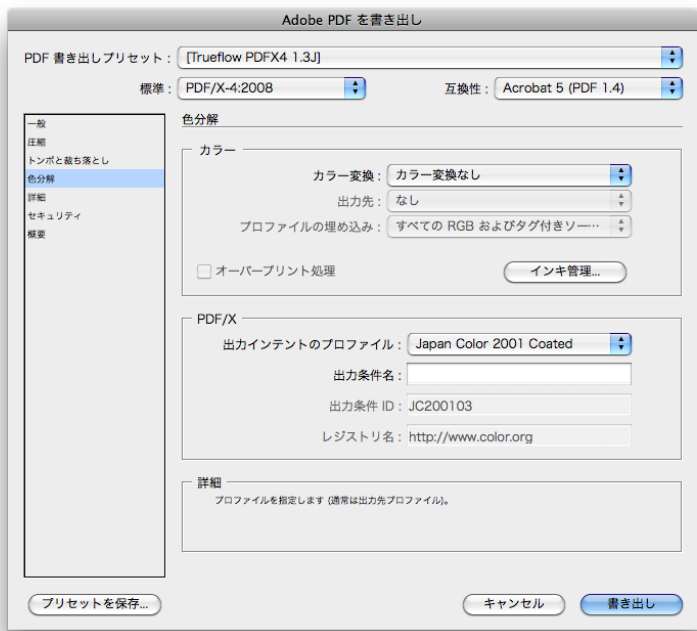 Adobe PDF を書き出し
PDF 書き出しプリセット： [Trueflow PDFX4 1.3J]
標準： PDF/X-4:2008 互換性： Acrobat 5 (PDF 1.4)
一般
圧縮
トンボと裁ち落とし
色分解
詳細
セキュリティ
概要
色分解
カラー
カラー変換： カラー変換なし
出力先： なし
プロファイルの埋め込み： すべての RGB およびタグ付きソー…
オーバープリント処理 インキ管理...
PDF/X
出力インテントのプロファイル： Japan Color 2001 Coated
出力条件名：
出力条件 ID： JC200103
レジストリ名： http://www.color.org
詳細
プロファイルを指定します (通常は出力先プロファイル)。
プリセットを保存... キャンセル 書き出し